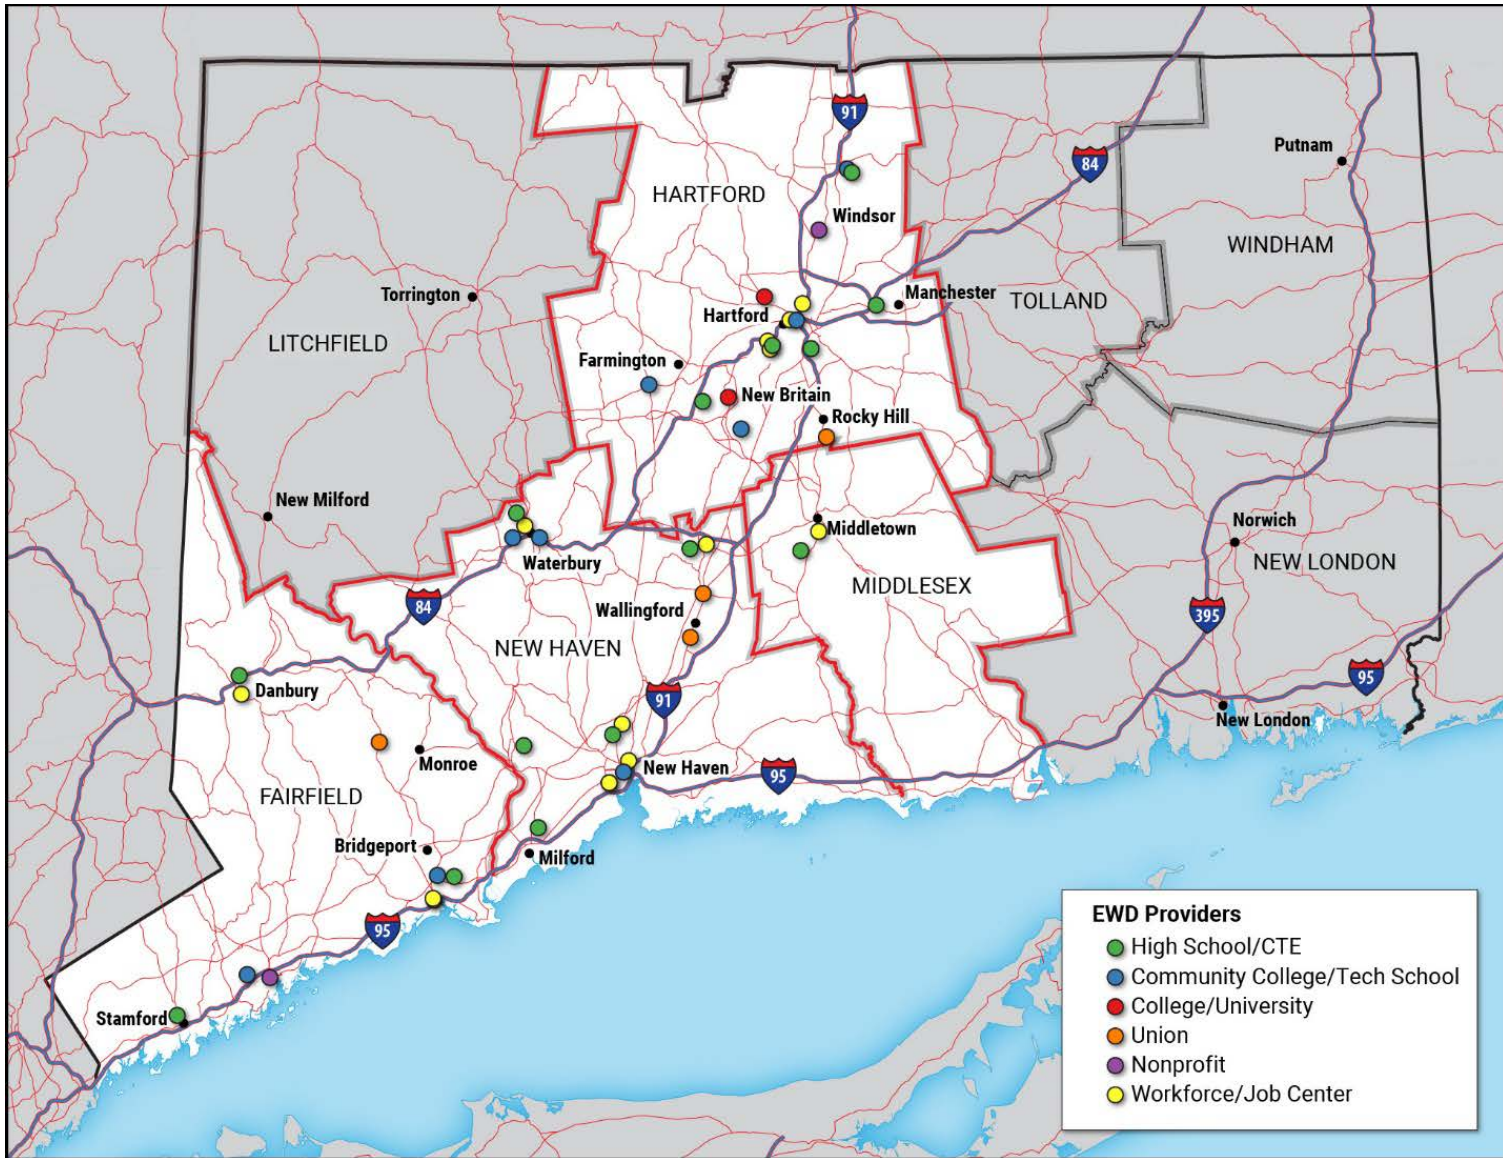 91
84
Putnam
HARTFORD
Windsor
WINDHAM
Torrington
Manchester
TOLLAND
Hartford
LITCHFIELD
Farmington
New Britain
Rocky Hill
New Milford
Middletown
Norwich
Waterbury
NEW LONDON
MIDDLESEX
84
Wallingford
395
NEW HAVEN
Danbury
91
95
New London
Monroe
New Haven
95
FAIRFIELD
Bridgeport
Milford
95
Stamford
EWD Providers
High School/CTE
Community College/Tech School
College/University
Union
Nonprofit
Workforce/Job Center